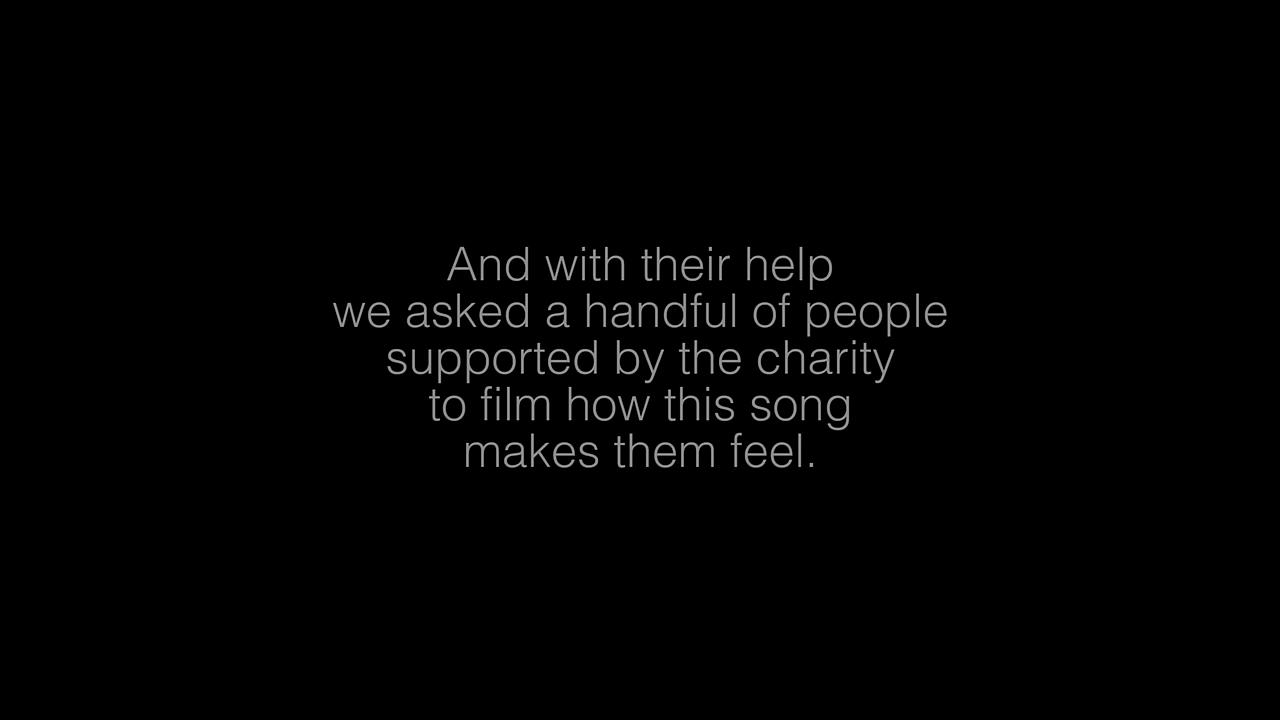 And with their help
we asked a handful of people
supported by the charity
to film how this song
makes them feel.